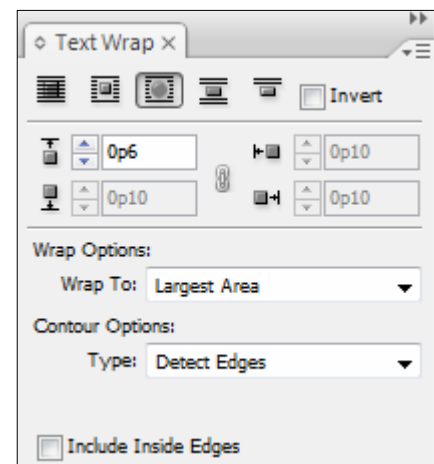 Text Wrap ×
Invert
0p6 0p10
0p10 0p10
Wrap Options:
Wrap To: Largest Area
Contour Options:
Type: Detect Edges
Include Inside Edges